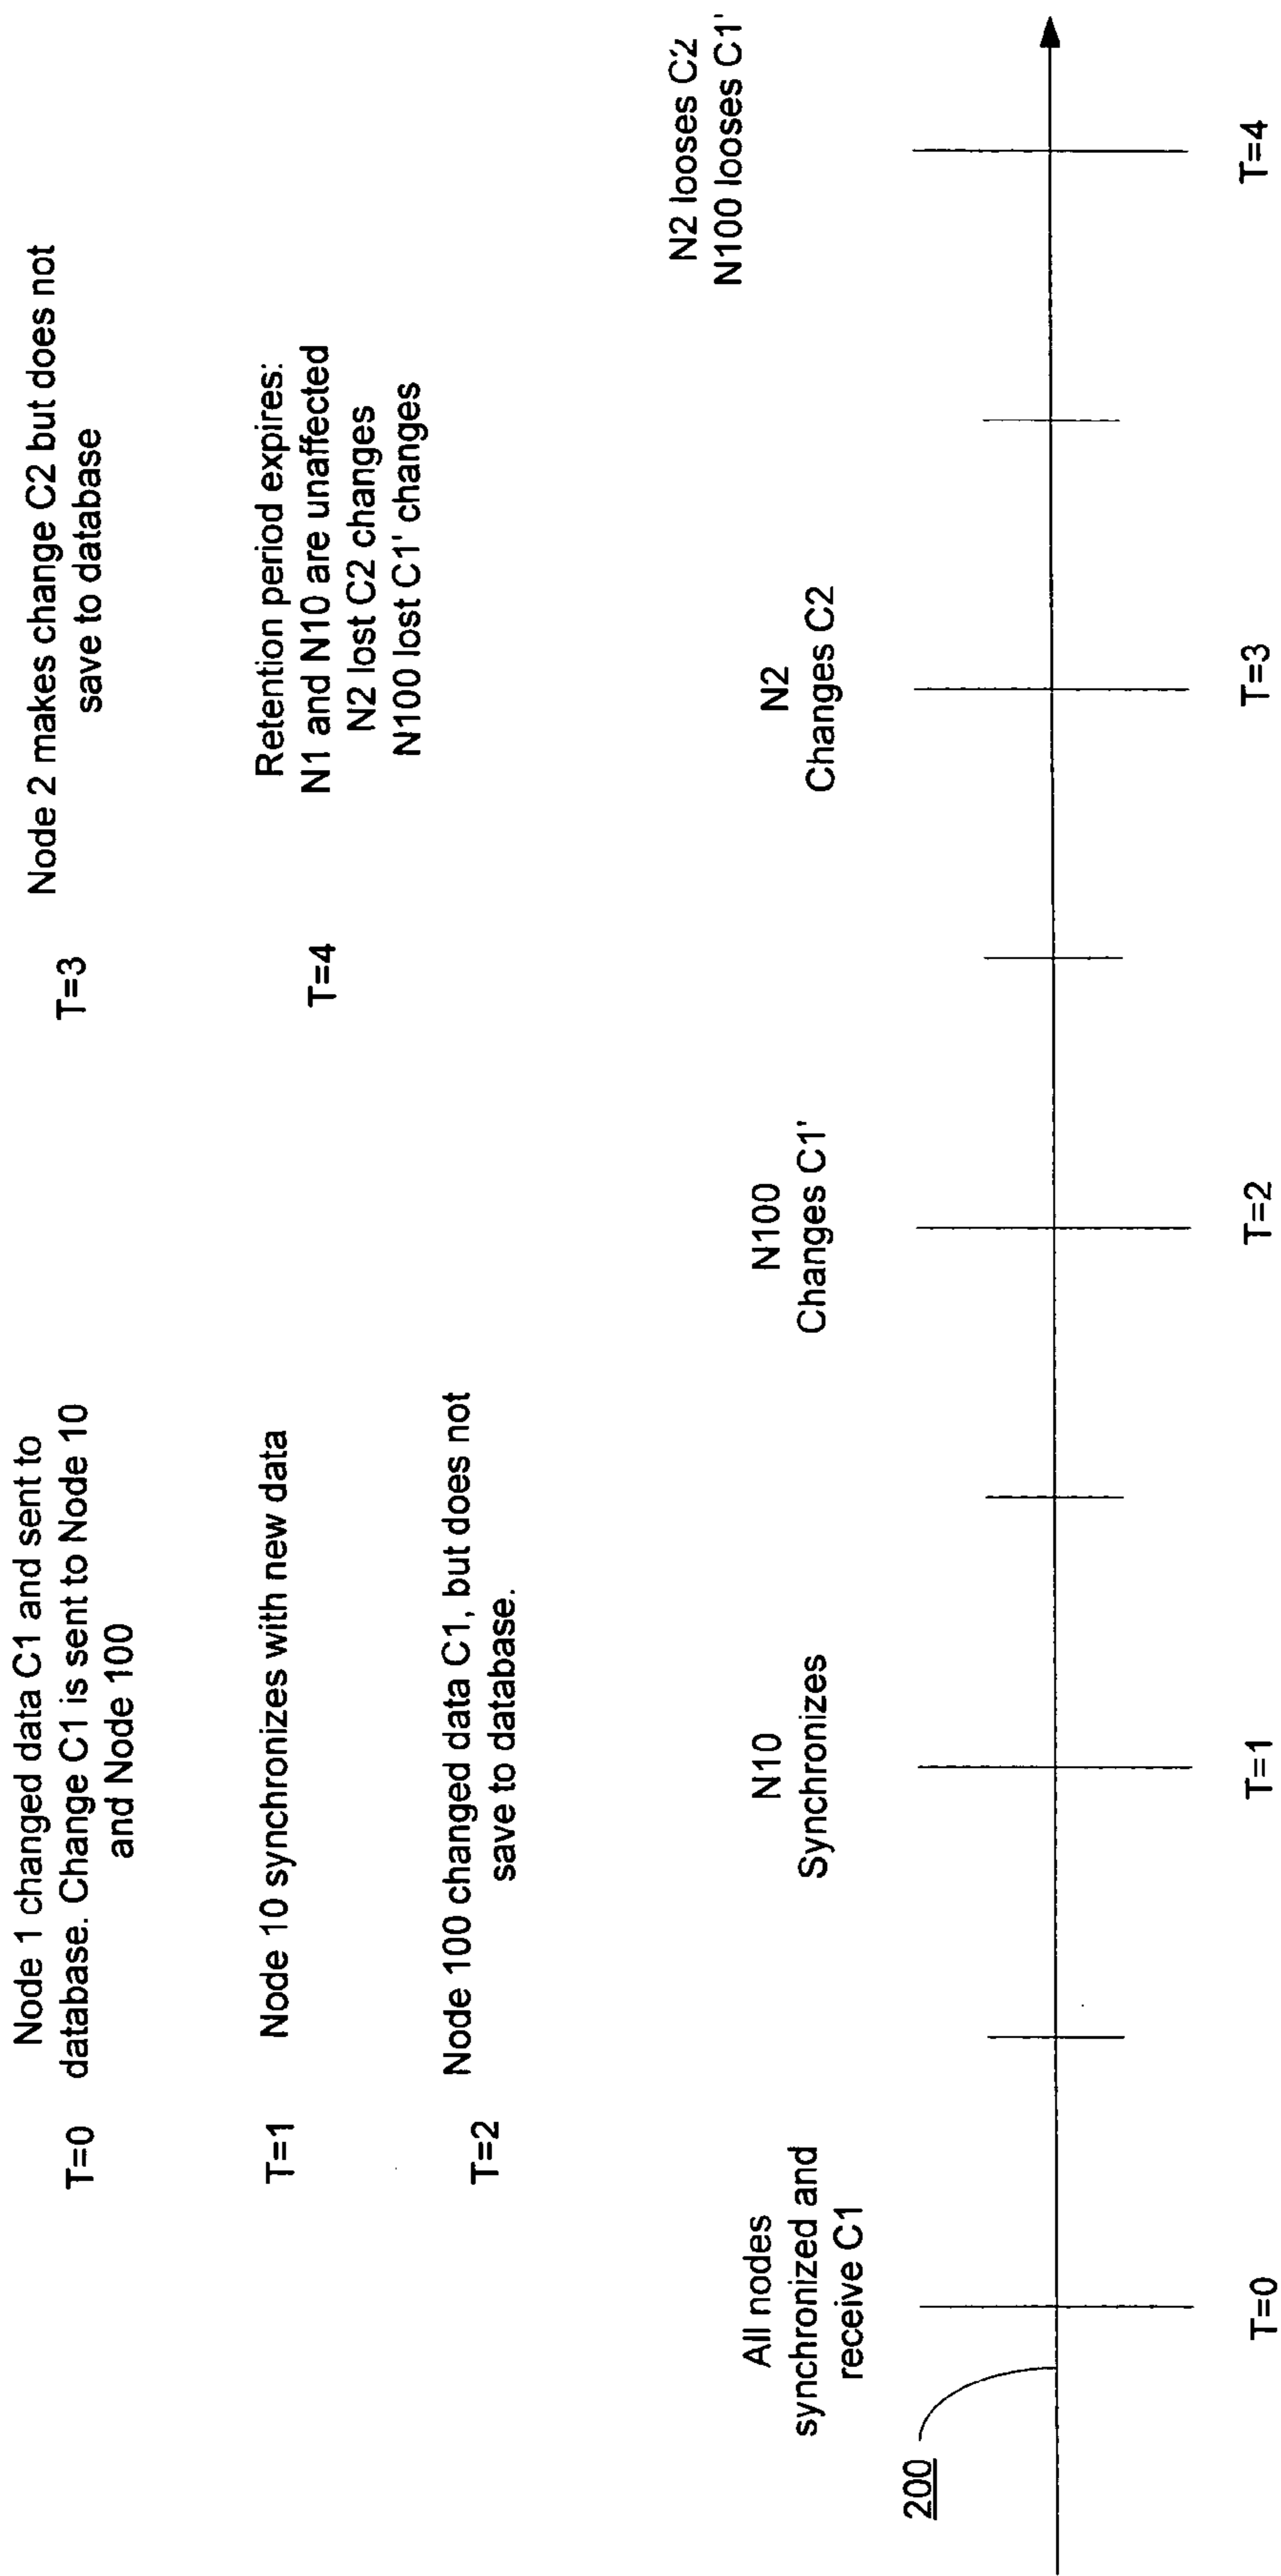 Node 1 changed data C1 and sent to
T=0 database. Change C1 is sent to Node 10
and Node 100
T=1 Node 10 synchronizes with new data
Node 100 changed data C1, but does not
T=2 save to database.
Node 2 makes change C2 but does not
T=3 save to database
Retention period expires:
T=4 N1 and N10 are unaffected
N2 lost C2 changes
N100 lost C1' changes
200
All nodes
synchronized and
receive C1
N10
Synchronizes
N100
Changes C1'
N2
Changes C2
N2 looses C2
N100 looses C1'
T=0
T=1
T=2
T=3
T=4